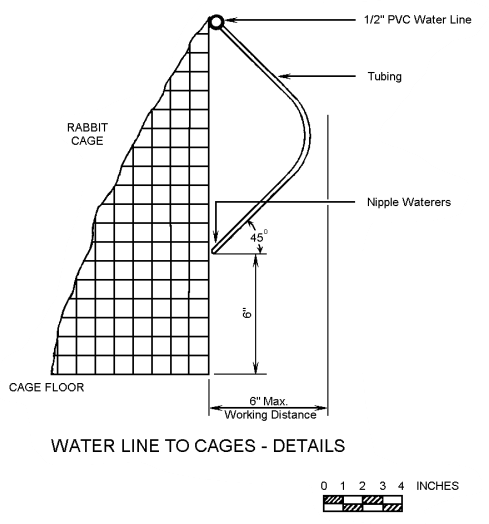 1/2" PVC Water Line
Tubing
RABBIT
CAGE
Nipple Waterers
45°
6"
CAGE FLOOR
6" Max.
Working Distance
WATER LINE TO CAGES - DETAILS
0 1 2 3 4 INCHES